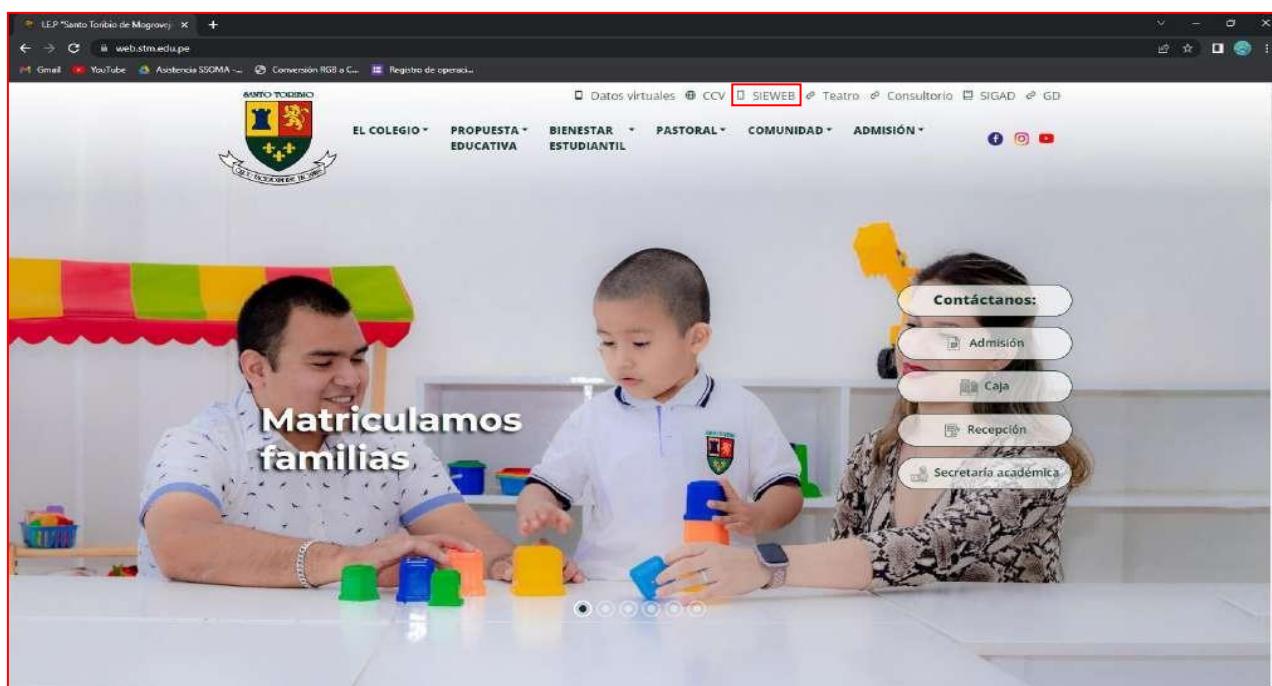 I.E.P "Santo Toribio de Mogrovej
web.stm.edu.pe
Gmail YouTube Asistencia SSOMA -... Conversión RGB a C... Registro de operaci...
SANTO TORIBIO
Datos virtuales CCV SIEWEB Teatro Consultorio SIGAD GD
EL COLEGIO PROPUESTA EDUCATIVA BIENESTAR ESTUDIANTIL PASTORAL COMUNIDAD ADMISIÓN
Contáctanos:
Admisión
Caja
Recepción
Secretaría académica
Matriculamos
familias